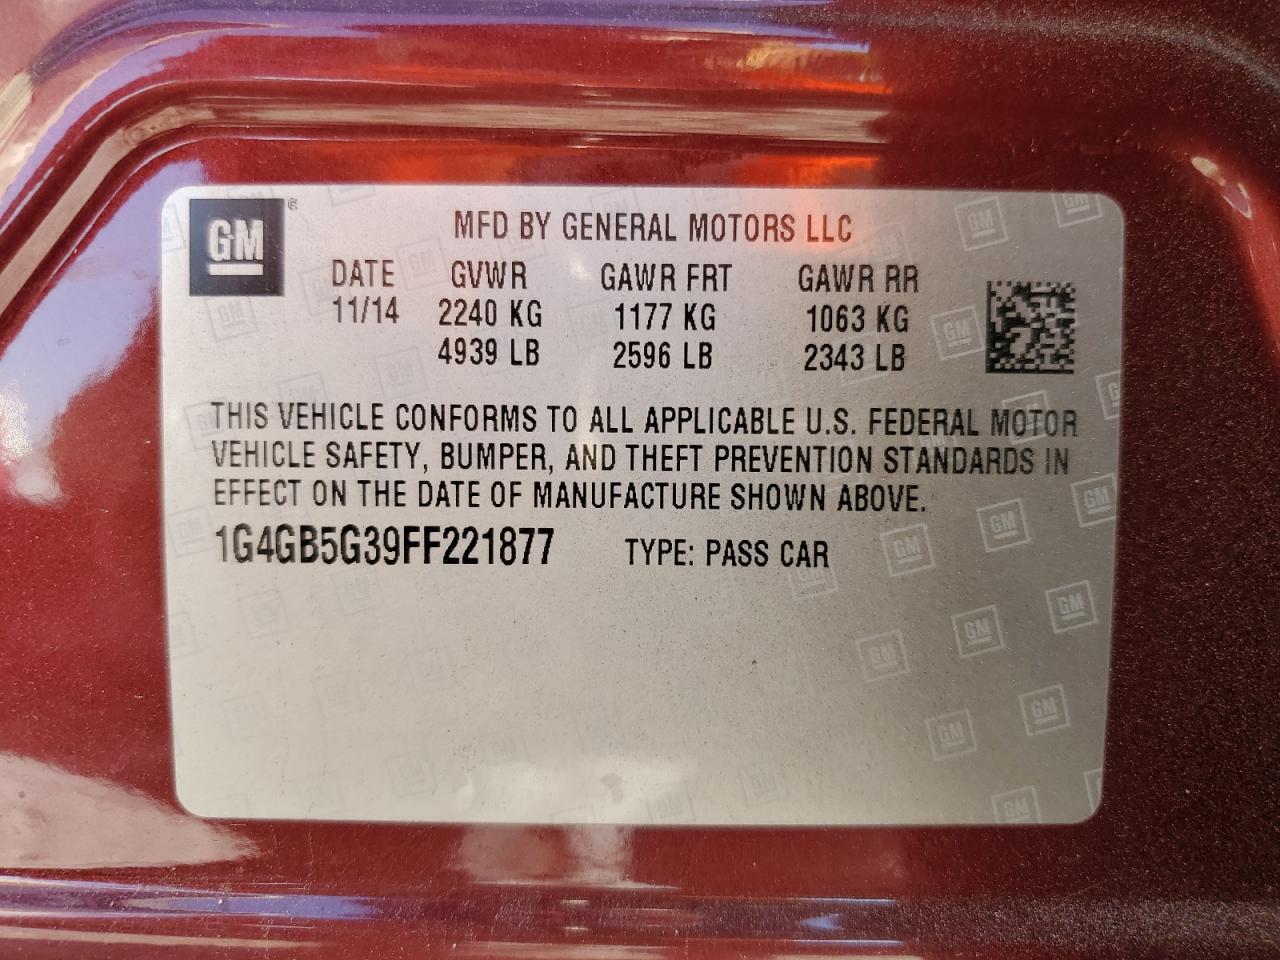 GM ®
MFD BY GENERAL MOTORS LLC
DATE GVWR GAWR FRT GAWR RR
11/14 2240 KG 1177 KG 1063 KG
4939 LB 2596 LB 2343 LB
THIS VEHICLE CONFORMS TO ALL APPLICABLE U.S. FEDERAL MOTOR
VEHICLE SAFETY, BUMPER, AND THEFT PREVENTION STANDARDS IN
EFFECT ON THE DATE OF MANUFACTURE SHOWN ABOVE.
1G4GB5G39FF221877 TYPE: PASS CAR